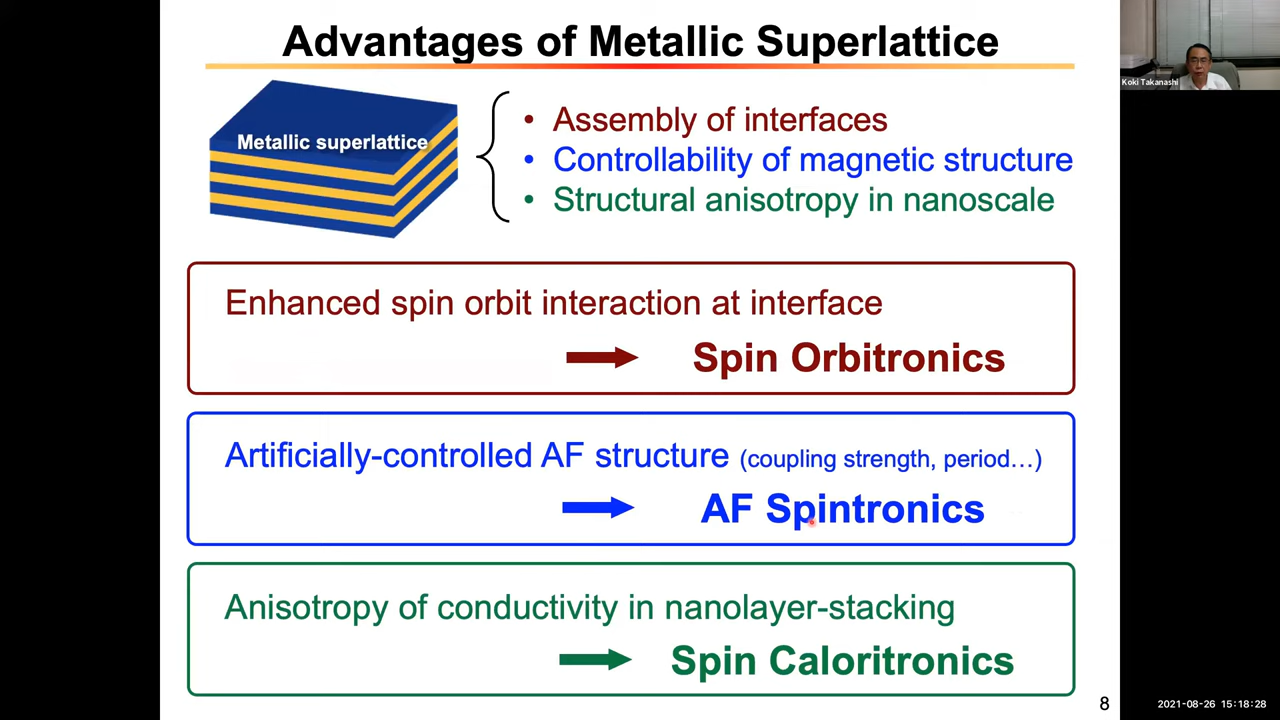 Advantages of Metallic Superlattice
Metallic superlattice
• Assembly of interfaces
• Controllability of magnetic structure
• Structural anisotropy in nanoscale
Enhanced spin orbit interaction at interface
Spin Orbitronics
Artificially-controlled AF structure (coupling strength, period…)
AF Spintronics
Anisotropy of conductivity in nanolayer-stacking
Spin Caloritronics
8
Koki Takanashi
2021-08-26 15:18:28